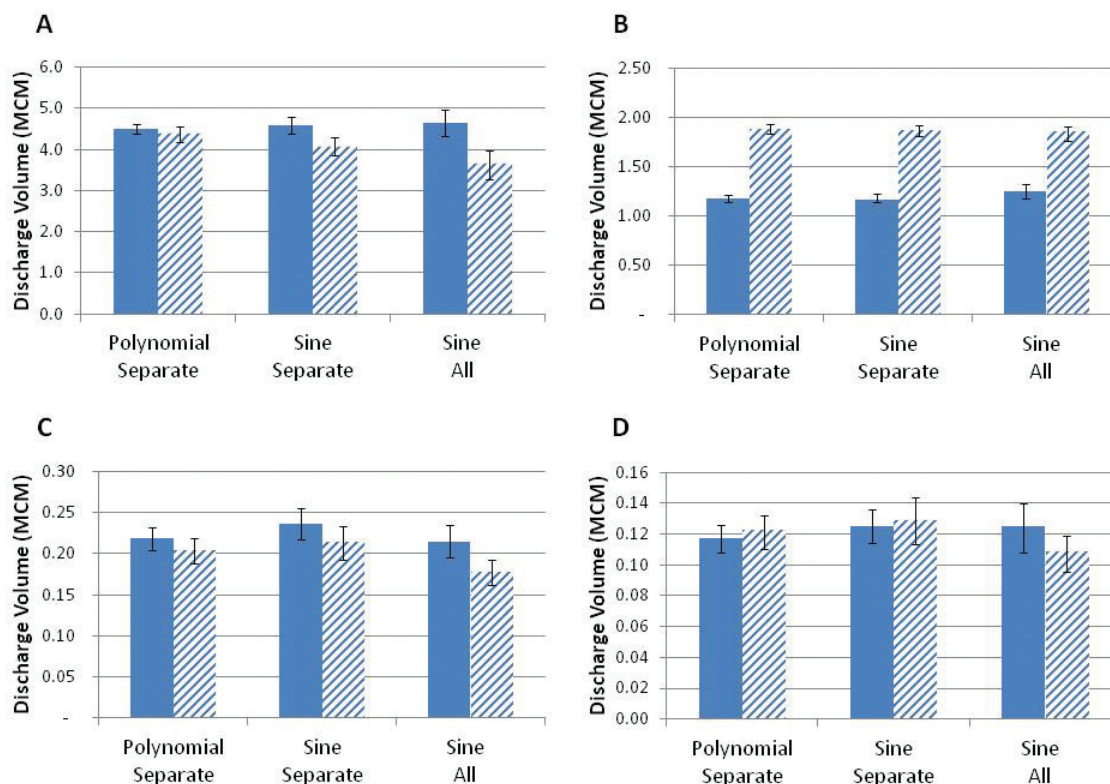 A
Discharge Volume (MCM)
6.0
5.0
4.0
3.0
2.0
1.0
0.0
Polynomial
Separate
Sine
Separate
Sine
All
B
Discharge Volume (MCM)
2.50
2.00
1.50
1.00
0.50
-
Polynomial
Separate
Sine
Separate
Sine
All
C
Discharge Volume (MCM)
0.30
0.25
0.20
0.15
0.10
0.05
-
Polynomial
Separate
Sine
Separate
Sine
All
D
Discharge Volume (MCM)
0.16
0.14
0.12
0.10
0.08
0.06
0.04
0.02
0.00
Polynomial
Separate
Sine
Separate
Sine
All